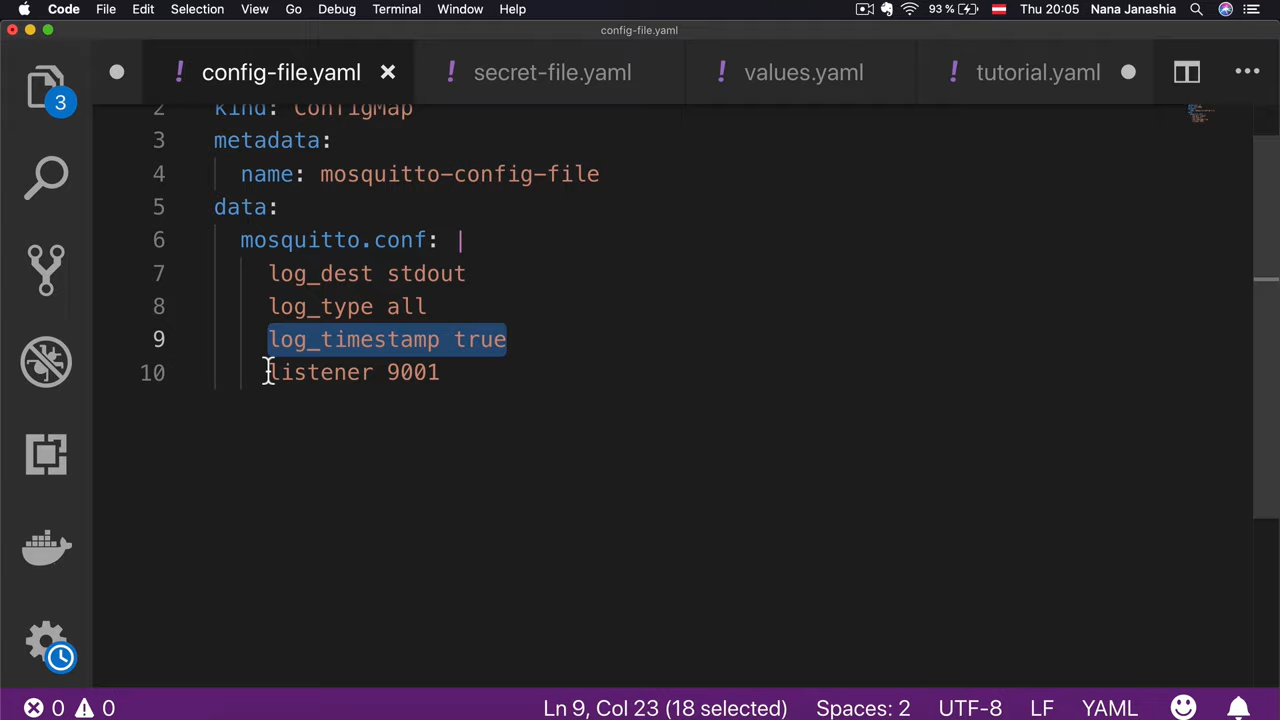 Code File Edit Selection View Go Debug Terminal Window Help 93% Thu 20:05 Nana Janashia
config-file.yaml
! config-file.yaml × ! secret-file.yaml ! values.yaml ! tutorial.yaml
3
2 kind: ConfigMap
3 metadata:
4 name: mosquitto-config-file
5 data:
6 mosquitto.conf: |
7 log_dest stdout
8 log_type all
9 log_timestamp true
10 listener 9001
0 0 Ln 9, Col 23 (18 selected) Spaces: 2 UTF-8 LF YAML